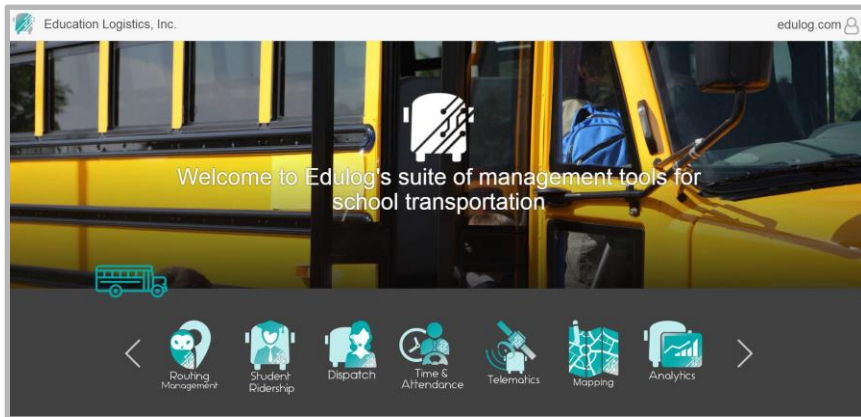 Education Logistics, Inc.
edulog.com
Welcome to Edulog's suite of management tools for
school transportation
Routing
Management
Student
Ridership
Dispatch
Time &
Attendance
Telematics
Mapping
Analytics